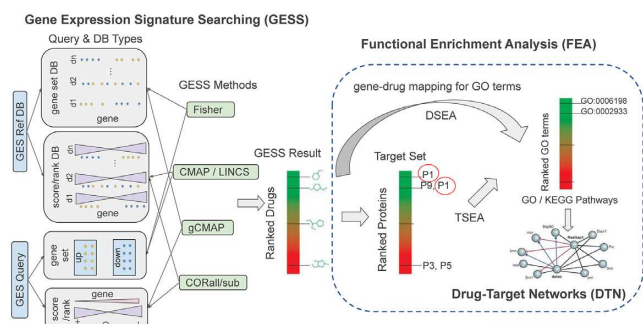 Gene Expression Signature Searching (GESS)
Query & DB Types
Functional Enrichment Analysis (FEA)
gene set DB
dn
d2
d1
gene
GES Ref DB
GESS Methods
Fisher
CMAP / LINCS
gCMAP
CORall/sub
score/rank DB
dn
d2
d1
gene
GES Query
gene set
up
down
score /rank
gene
GESS Result
Ranked Drugs
gene-drug mapping for GO terms
DSEA
Target Set
Ranked Proteins
P1
P9, P1
P3, P5
TSEA
Ranked GO terms
GO:0006198
GO:0002933
GO / KEGG Pathways
Drug-Target Networks (DTN)